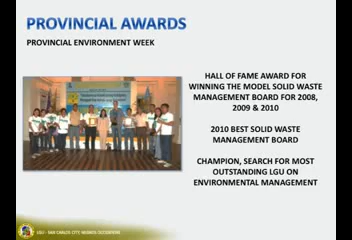 PROVINCIAL AWARDS
PROVINCIAL ENVIRONMENT WEEK
HALL OF FAME AWARD FOR
WINNING THE MODEL SOLID WASTE
MANAGEMENT BOARD FOR 2008,
2009 & 2010
2010 BEST SOLID WASTE
MANAGEMENT BOARD
CHAMPION, SEARCH FOR MOST
OUTSTANDING LGU ON
ENVIRONMENTAL MANAGEMENT
LGU - SAN CARLOS CITY, NEGROS OCCIDENTAL